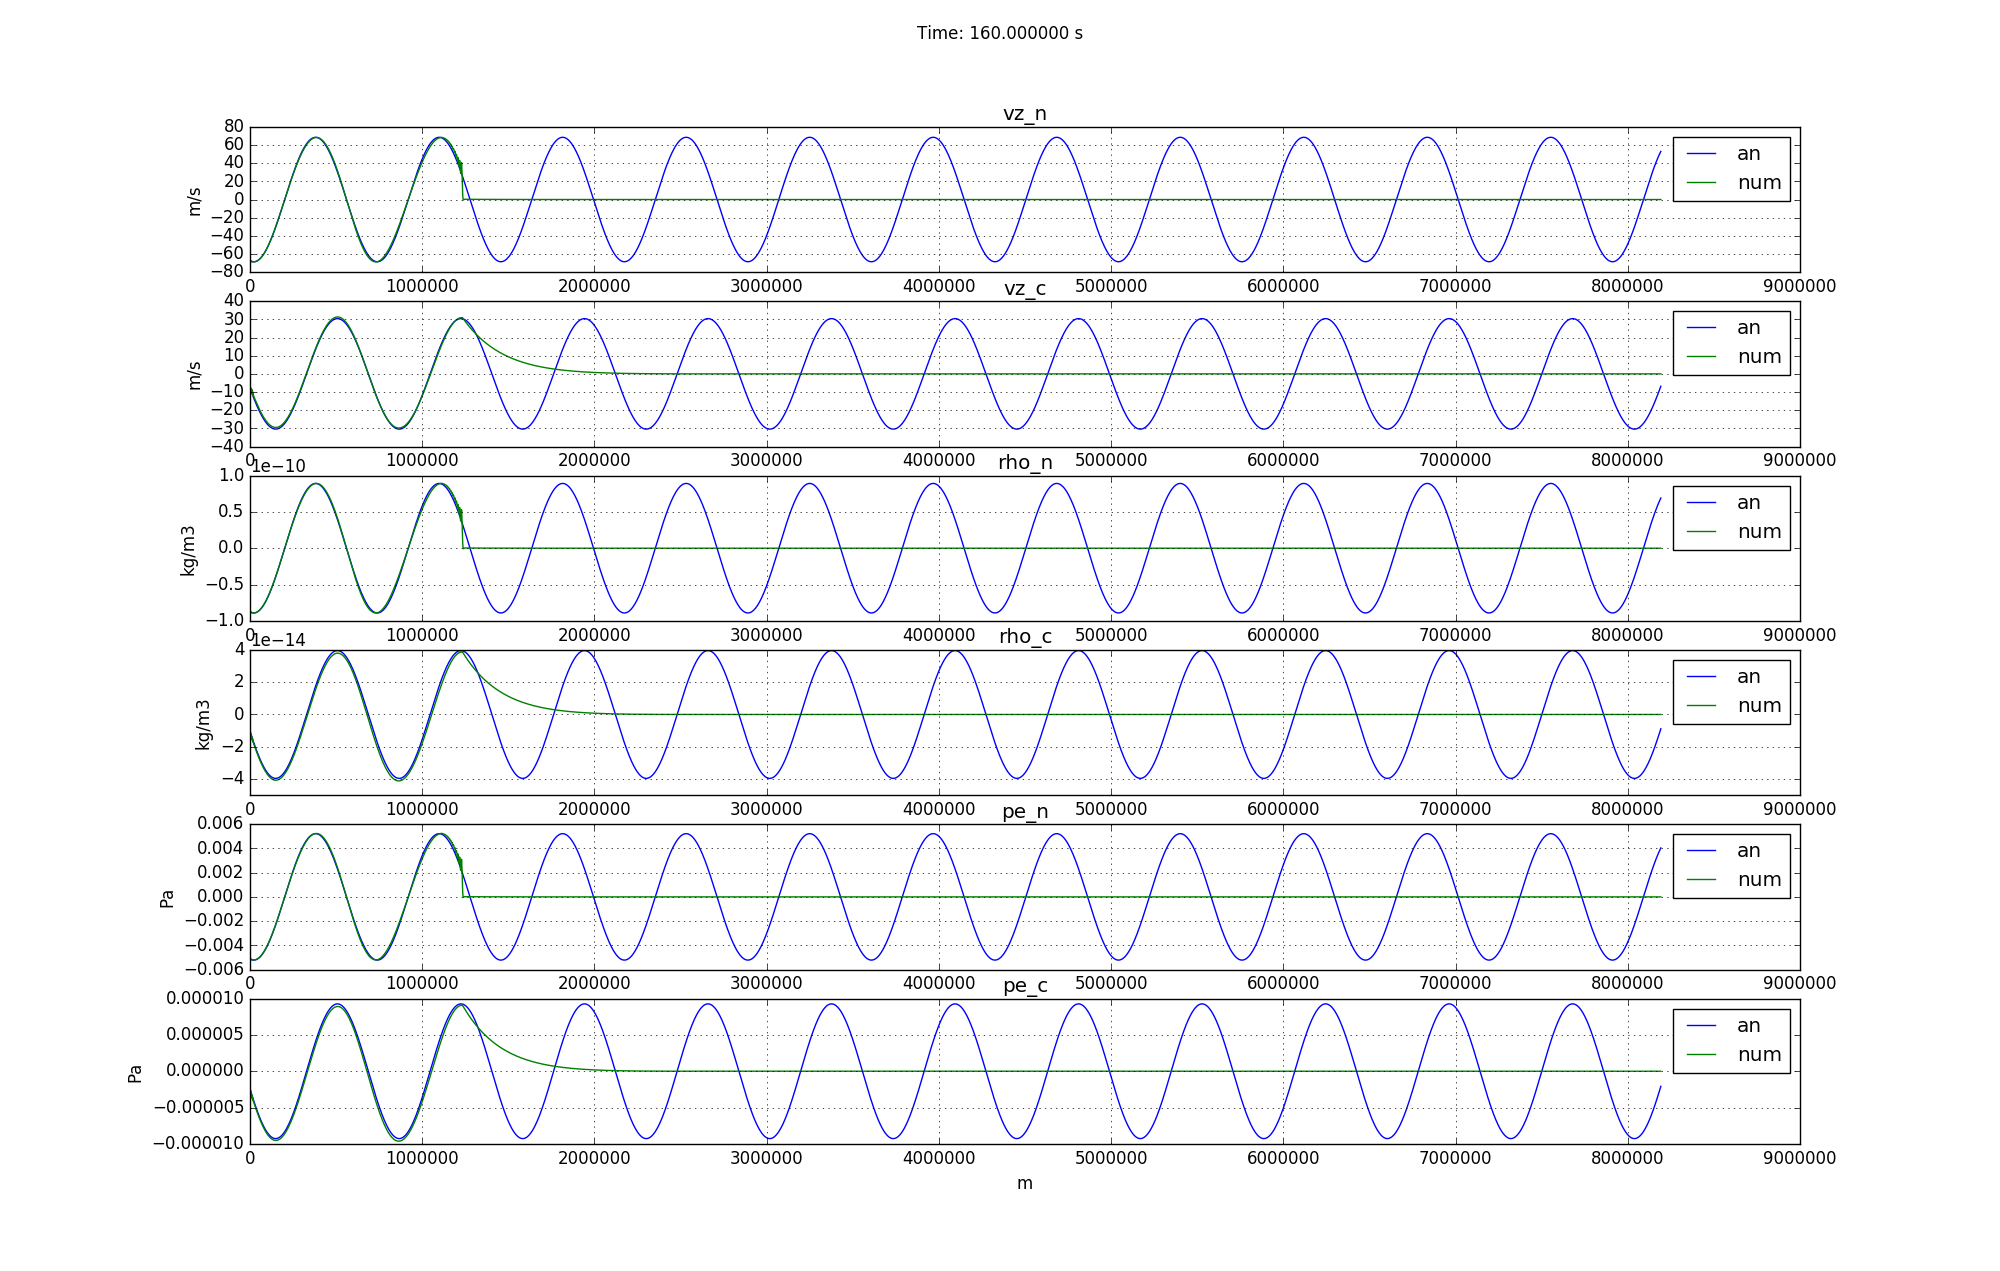 Time: 160.000000 s
vz_n
80
60
40
20
0
−20
−40
−60
−80
m/s
an
num
0 1000000 2000000 3000000 4000000 5000000 6000000 7000000 8000000 9000000
vz_c
40
30
20
10
0
−10
−20
−30
−40
m/s
an
num
0 1000000 2000000 3000000 4000000 5000000 6000000 7000000 8000000 9000000
1e−10
rho_n
1.0
0.5
0.0
−0.5
−1.0
kg/m3
an
num
0 1000000 2000000 3000000 4000000 5000000 6000000 7000000 8000000 9000000
1e−14
rho_c
4
2
0
−2
−4
kg/m3
an
num
0 1000000 2000000 3000000 4000000 5000000 6000000 7000000 8000000 9000000
pe_n
0.006
0.004
0.002
0.000
−0.002
−0.004
−0.006
Pa
an
num
0 1000000 2000000 3000000 4000000 5000000 6000000 7000000 8000000 9000000
pe_c
0.000010
0.000005
0.000000
−0.000005
−0.000010
Pa
an
num
0 1000000 2000000 3000000 4000000 5000000 6000000 7000000 8000000 9000000
m